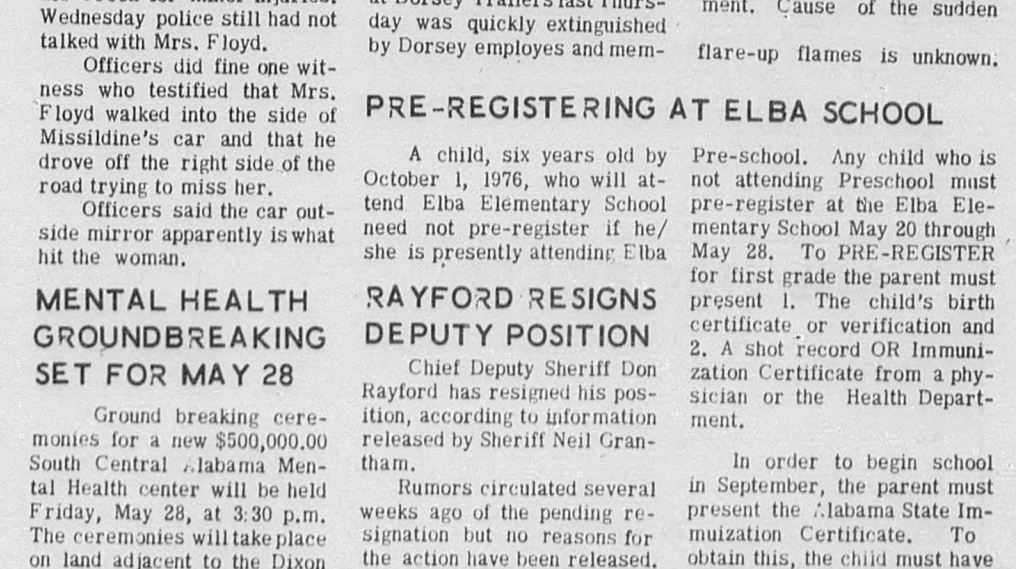 Wednesday police still had not
talked with Mrs. Floyd.
Officers did fine one wit-
ness who testified that Mrs.
Floyd walked into the side of
Missildine's car and that he
drove off the right side of the
road trying to miss her.
Officers said the car out-
side mirror apparently is what
hit the woman.
MENTAL HEALTH
GROUNDBREAKING
SET FOR MAY 28
Ground breaking cere-
monies for a new $500,000.00
South Central Alabama Men-
tal Health center will be held
Friday, May 28, at 3:30 p.m.
The ceremonies will take place
on land adjacent to the Dixon
at Dorsey Trailers last Thurs-
day was quickly extinguished
by Dorsey employes and mem-
ment. Cause of the sudden
flare-up flames is unknown.
PRE-REGISTERING AT ELBA SCHOOL
A child, six years old by
October 1, 1976, who will at-
tend Elba Elementary School
need not pre-register if he/
she is presently attending Elba
Pre-school. Any child who is
not attending Preschool must
pre-register at the Elba Ele-
mentary School May 20 through
May 28. To PRE-REGISTER
for first grade the parent must
present 1. The child's birth
certificate or verification and
2. A shot record OR Immuni-
zation Certificate from a phy-
sician or the Health Depart-
ment.
In order to begin school
in September, the parent must
present the Alabama State Im-
muization Certificate. To
obtain this, the child must have
RAYFORD RESIGNS
DEPUTY POSITION
Chief Deputy Sheriff Don
Rayford has resigned his pos-
ition, according to information
released by Sheriff Neil Gran-
tham.
Rumors circulated several
weeks ago of the pending re-
signation but no reasons for
the action have been released.